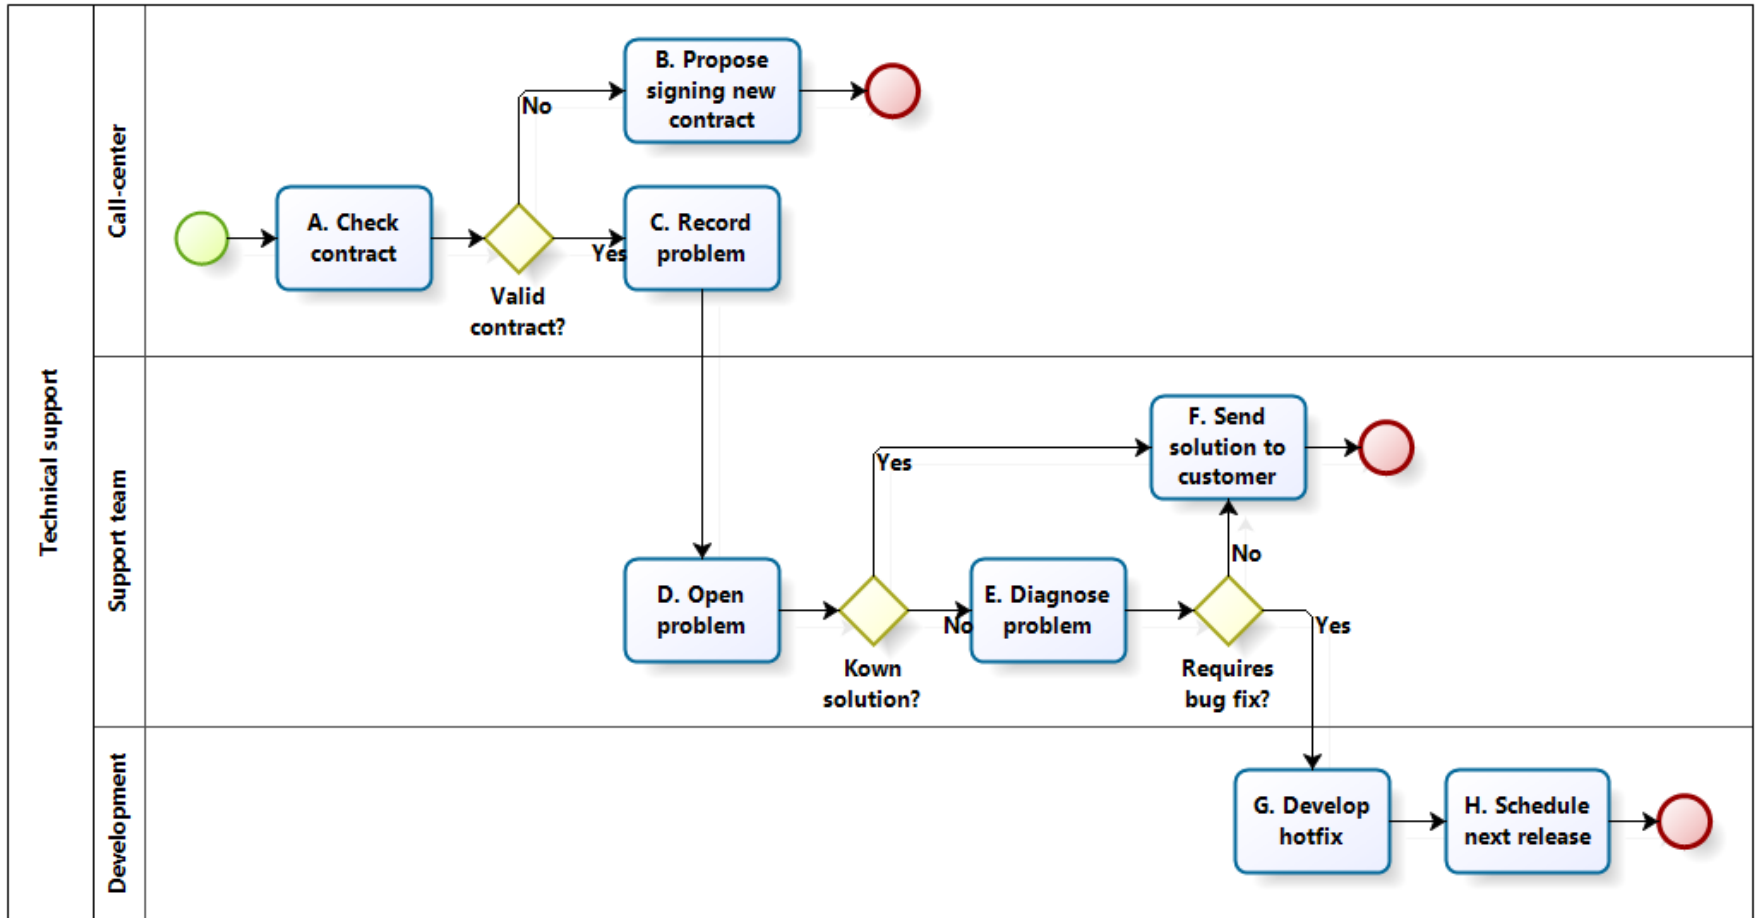 Technical support
Call-center
B. Propose
signing new
contract
No
A. Check
contract
Valid
contract?
Yes
C. Record
problem
Support team
F. Send
solution to
customer
Yes
D. Open
problem
Kown
solution?
No
E. Diagnose
problem
No
Requires
bug fix?
Yes
Development
G. Develop
hotfix
H. Schedule
next release